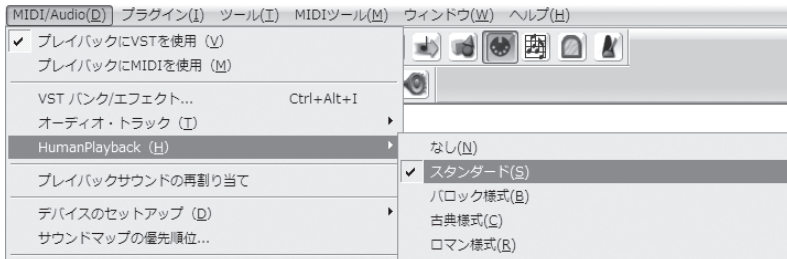 MIDI/Audio(D) プラグイン(I) ツール(T) MIDIツール(M) ウィンドウ(W) ヘルプ(H)
✔ プレイバックにVSTを使用 (V)
プレイバックにMIDIを使用 (M)
VST バンク/エフェクト... Ctrl+Alt+I
オーディオ・トラック (T)
HumanPlayback (H)
プレイバックサウンドの再割り当て
デバイスのセットアップ (D)
サウンドマップの優先順位...
なし(N)
✔ スタンダード(S)
バロック様式(B)
古典様式(C)
ロマン様式(R)